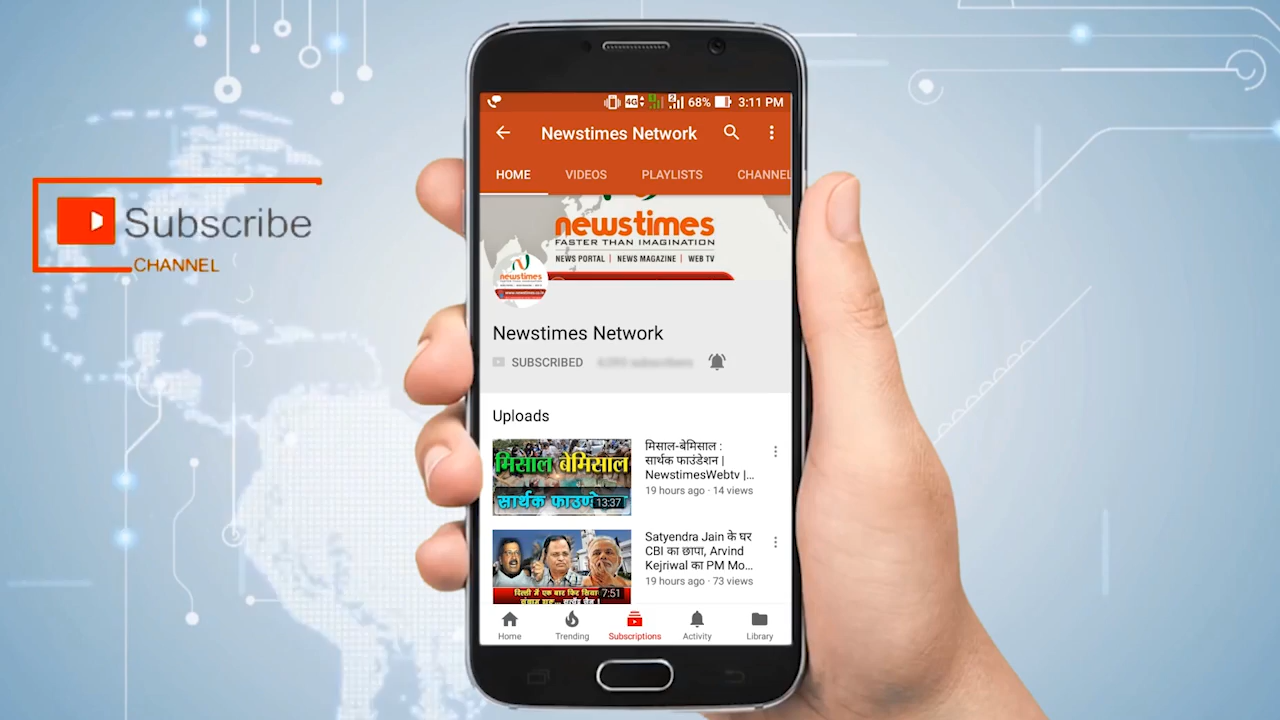 Subscribe
CHANNEL
4G 1 2 68% 3:11 PM
Newstimes Network
HOME VIDEOS PLAYLISTS CHANNEL
newstimes
FASTER THAN IMAGINATION
NEWS PORTAL | NEWS MAGAZINE | WEB TV
newstimes
Newstimes Network
SUBSCRIBED
Uploads
मिसाल बेमिसाल
13:37
मिसाल-बेमिसाल :
सार्थक फाउंडेशन |
NewstimesWebtv |...
19 hours ago · 14 views
7:51
Satyendra Jain के घर
CBI का छापा, Arvind
Kejriwal का PM Mo...
19 hours ago · 73 views
Home Trending Subscriptions Activity Library